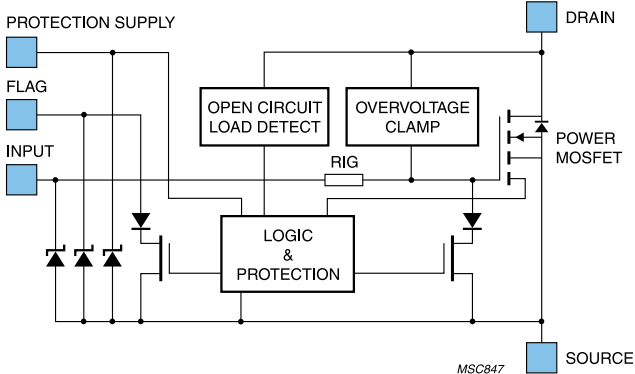 PROTECTION SUPPLY
DRAIN
FLAG
OPEN CIRCUIT
LOAD DETECT
OVERVOLTAGE
CLAMP
POWER
MOSFET
INPUT
RIG
LOGIC
&
PROTECTION
SOURCE
MSC847